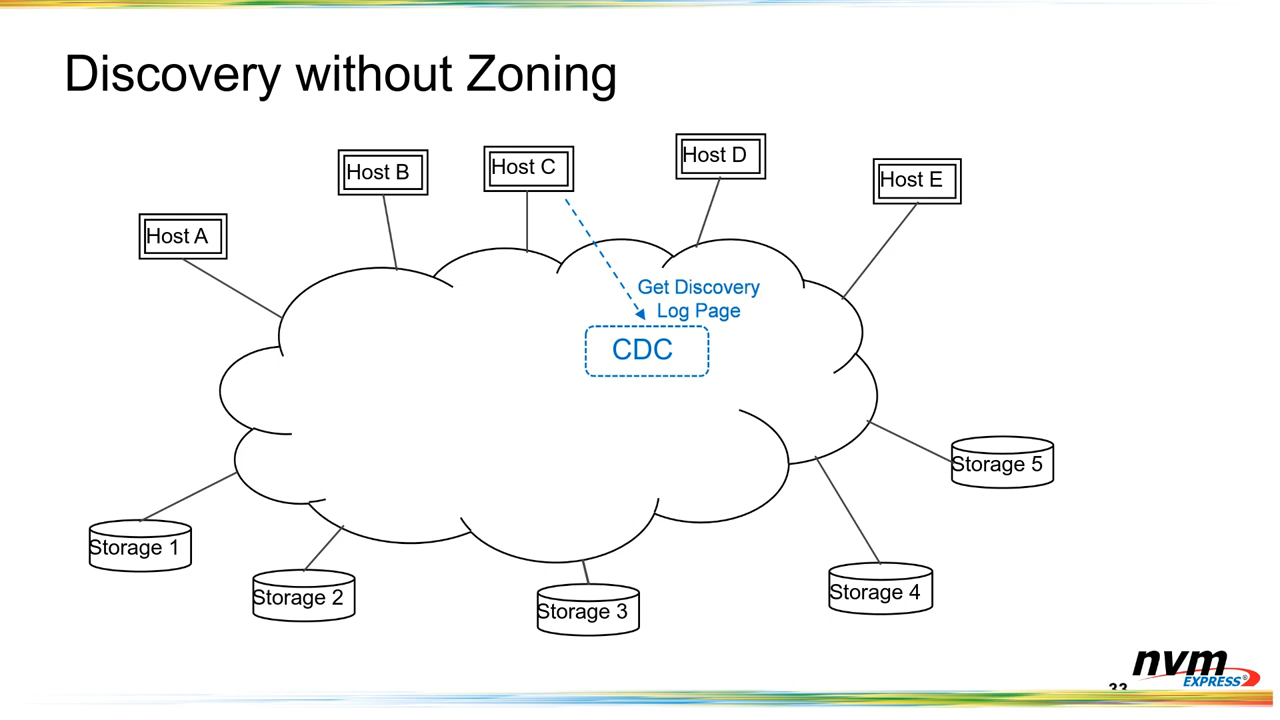 Discovery without Zoning
Host A
Host B
Host C
Host D
Host E
Get Discovery
Log Page
CDC
Storage 1
Storage 2
Storage 3
Storage 4
Storage 5
33
nvm
EXPRESS®